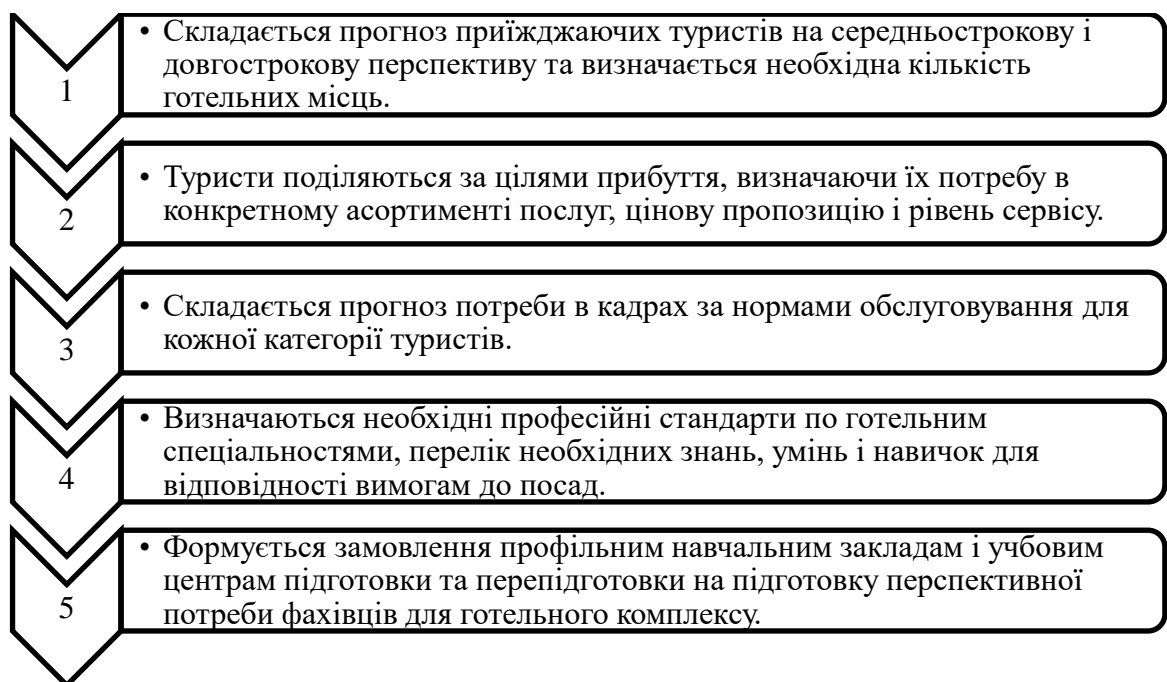 1
• Складається прогноз приїжджаючих туристів на середньострокову і
довгострокову перспективу та визначається необхідна кількість
готельних місць.
2
• Туристи поділяються за цілями прибуття, визначаючи їх потребу в
конкретному асортименті послуг, цінову пропозицію і рівень сервісу.
3
• Складається прогноз потреби в кадрах за нормами обслуговування для
кожної категорії туристів.
4
• Визначаються необхідні професійні стандарти по готельним
спеціальностями, перелік необхідних знань, умінь і навичок для
відповідності вимогам до посад.
5
• Формується замовлення профільним навчальним закладам і учбовим
центрам підготовки та перепідготовки на підготовку перспективної
потреби фахівців для готельного комплексу.